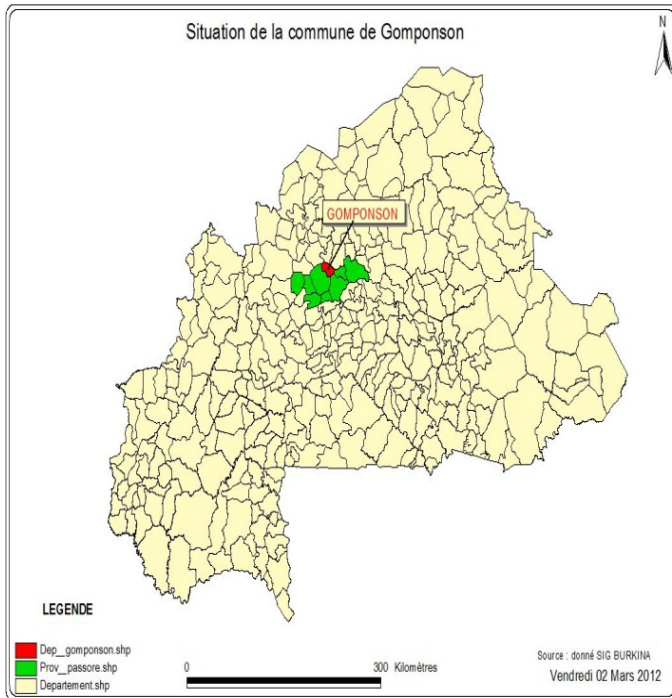 Situation de la commune de Gomponson
N
GOMPONSON
LEGENDE
Dep__gomponson.shp
Prov__passore.shp
Departement.shp
0 300 Kilomètres
Source : donné SIG BURKINA
Vendredi 02 Mars 2012